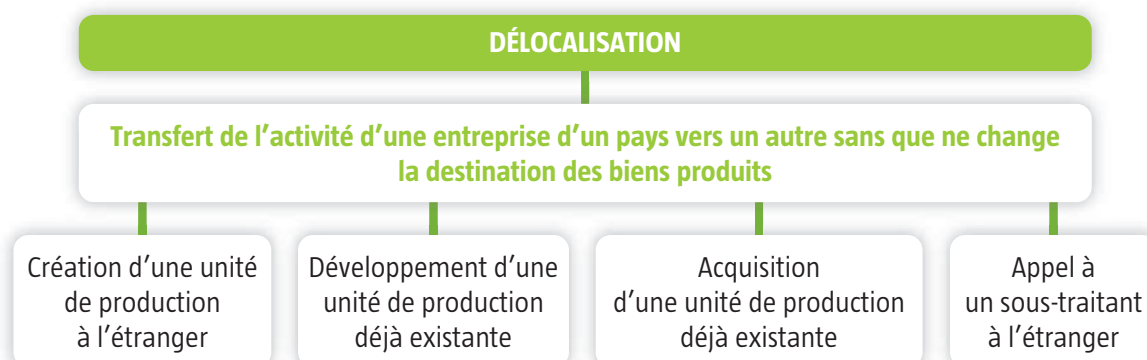 DÉLOCALISATION
Transfert de l’activité d’une entreprise d’un pays vers un autre sans que ne change
la destination des biens produits
Création d’une unité
de production
à l’étranger
Développement d’une
unité de production
déjà existante
Acquisition
d’une unité de production
déjà existante
Appel à
un sous-traitant
à l’étranger